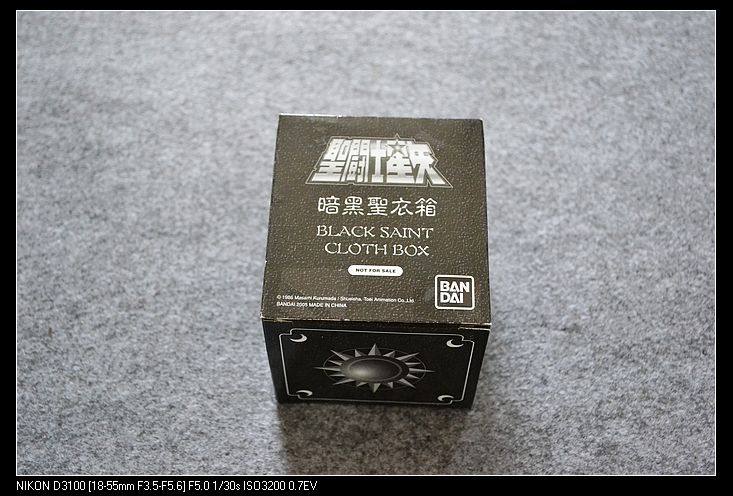 聖闘士星矢
暗黒聖衣箱
BLACK SAINT
CLOTH BOX
NOT FOR SALE
© 1986 Masami Kurumada / Shueisha, Toei Animation Co.,Ltd.
BANDAI 2005 MADE IN CHINA
BAN
DAI
NIKON D3100 [18-55mm F3.5-F5.6] F5.0 1/30s ISO3200 0.7EV